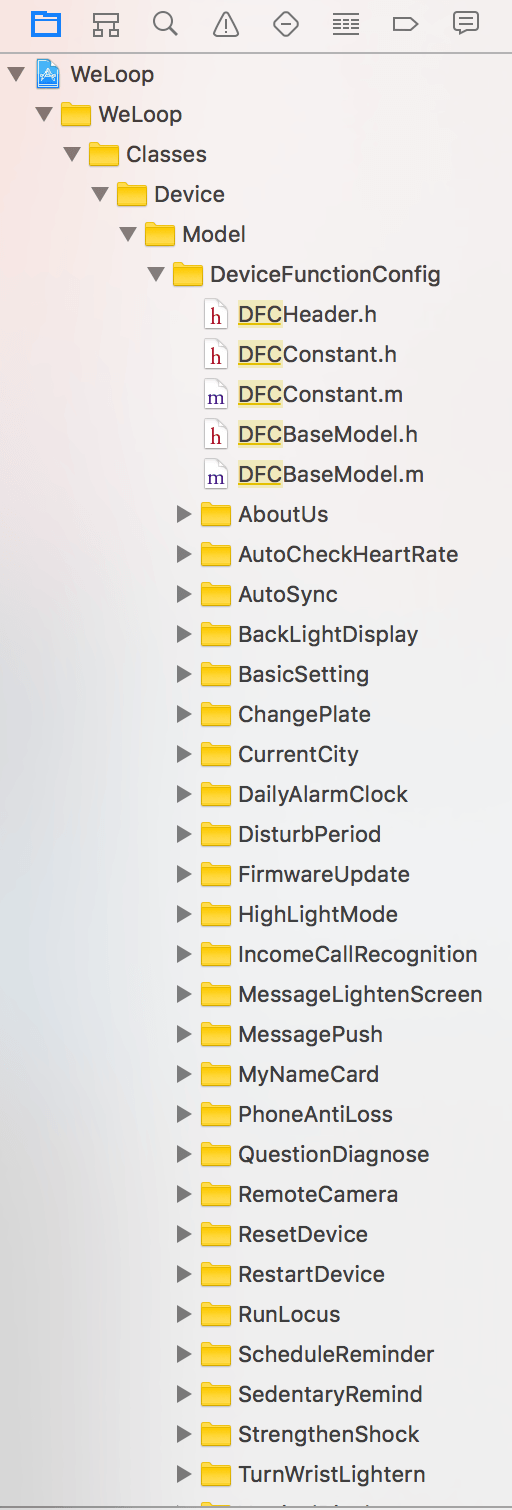 WeLoop
WeLoop
Classes
Device
Model
DeviceFunctionConfig
h DFCHeader.h
h DFCConstant.h
m DFCConstant.m
h DFCBaseModel.h
m DFCBaseModel.m
AboutUs
AutoCheckHeartRate
AutoSync
BackLightDisplay
BasicSetting
ChangePlate
CurrentCity
DailyAlarmClock
DisturbPeriod
FirmwareUpdate
HighLightMode
IncomeCallRecognition
MessageLightenScreen
MessagePush
MyNameCard
PhoneAntiLoss
QuestionDiagnose
RemoteCamera
ResetDevice
RestartDevice
RunLocus
ScheduleReminder
SedentaryRemind
StrengthenShock
TurnWristLightern